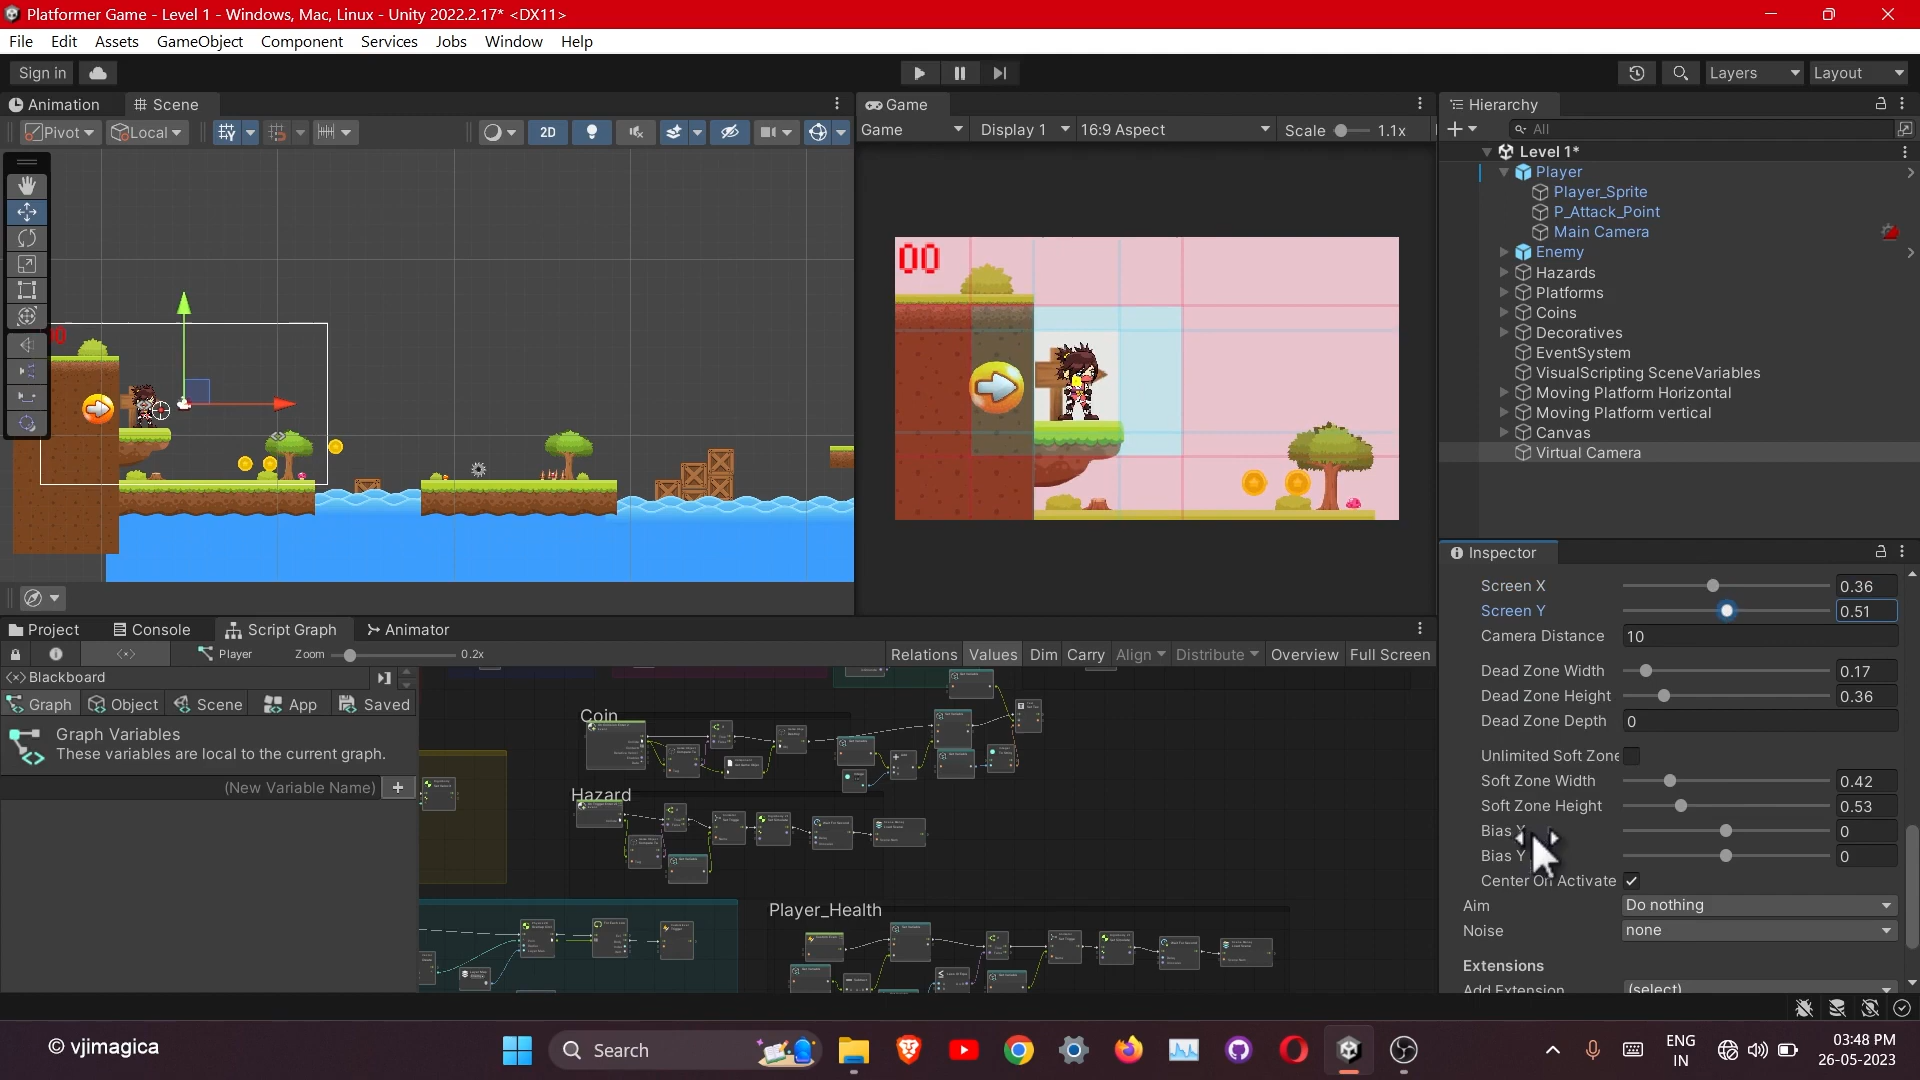 Platformer Game - Level 1 - Windows, Mac, Linux - Unity 2022.2.17* <DX11>
File Edit Assets GameObject Component Services Jobs Window Help
Sign in Layers Layout
Animation Scene Game Hierarchy
Pivot Local 2D Game Display 1 16:9 Aspect Scale 1.1x All
Level 1*
Player
Player_Sprite
P_Attack_Point
Main Camera
Enemy
Hazards
Platforms
Coins
Decoratives
EventSystem
VisualScripting SceneVariables
Moving Platform Horizontal
Moving Platform vertical
Canvas
Virtual Camera
00
Inspector
Screen X 0.36
Screen Y 0.51
Camera Distance 10
Dead Zone Width 0.17
Dead Zone Height 0.36
Dead Zone Depth 0
Unlimited Soft Zone
Soft Zone Width 0.42
Soft Zone Height 0.53
Bias X 0
Bias Y 0
Center On Activate
Aim Do nothing
Noise none
Extensions
Add Extension (select)
Project Console Script Graph Animator
Player Zoom 0.2x Relations Values Dim Carry Align Distribute Overview Full Screen
Blackboard
Graph Object Scene App Saved
Graph Variables
These variables are local to the current graph.
(New Variable Name)
Coin
Hazard
Player_Health
© vjimagica
Search
ENG
IN
03:48 PM
26-05-2023